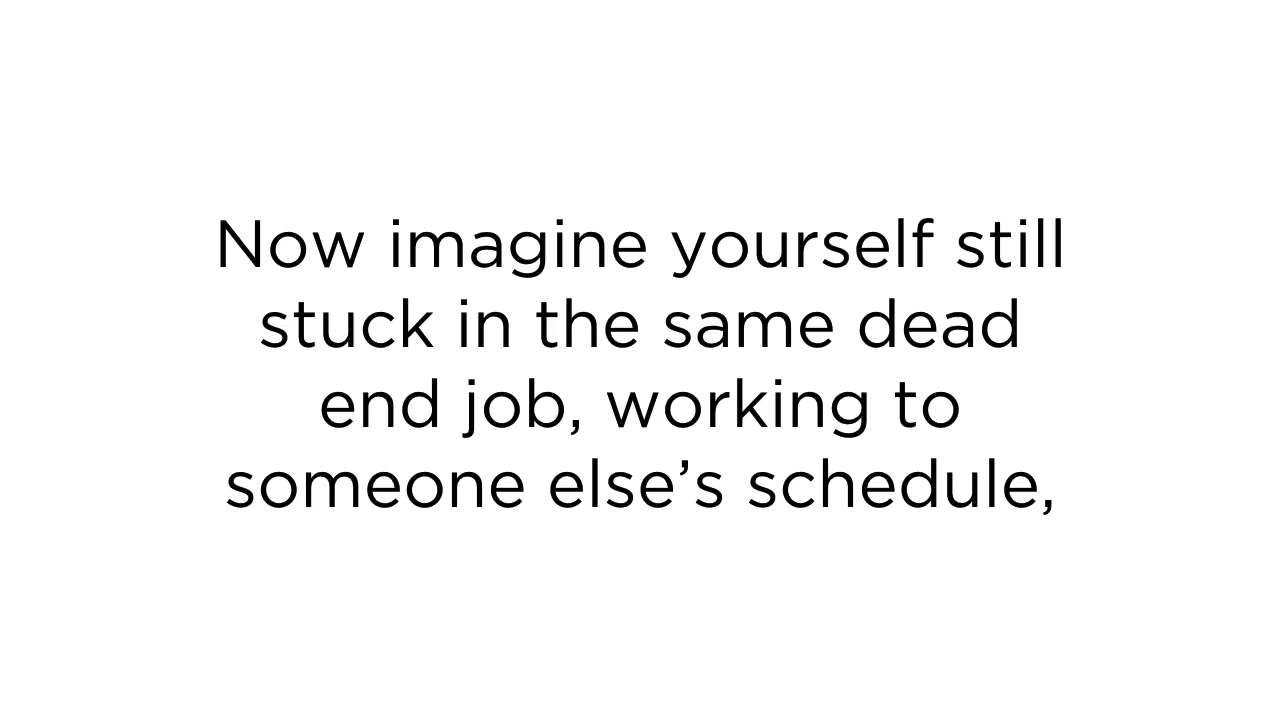 Now imagine yourself still
stuck in the same dead
end job, working to
someone else’s schedule,